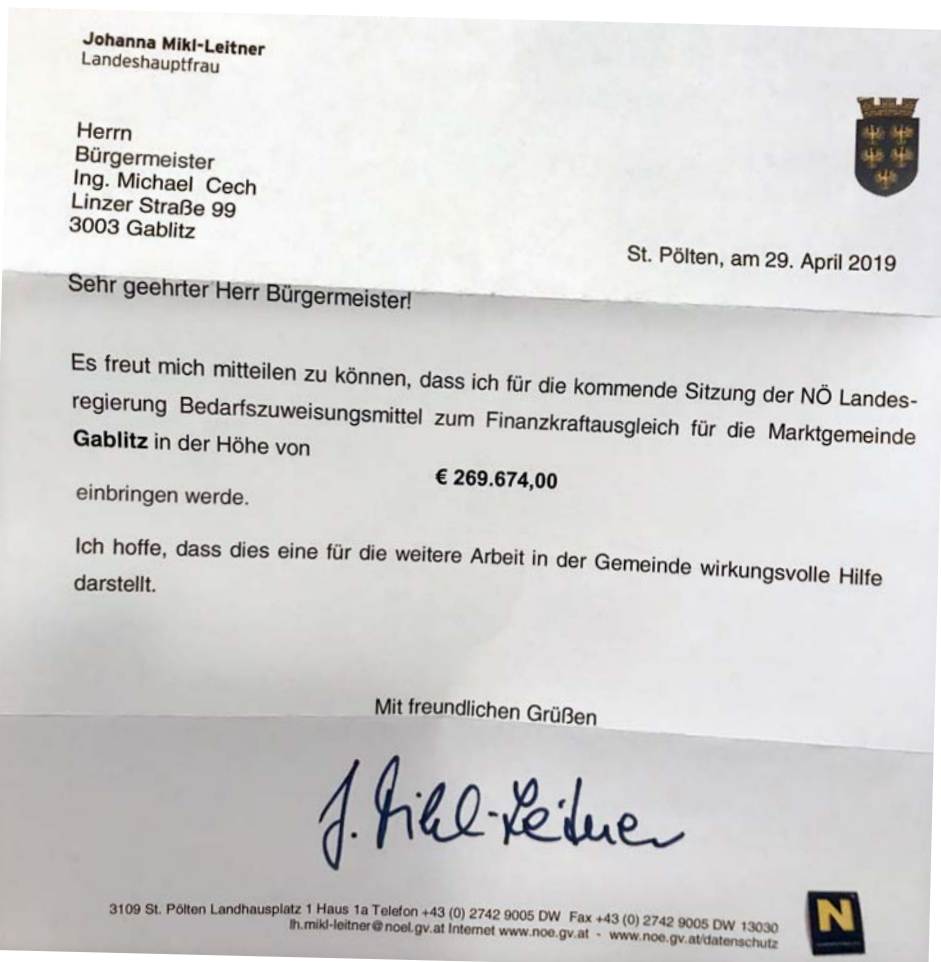 Johanna Mikl-Leitner
Landeshauptfrau
Herrn
Bürgermeister
Ing. Michael Cech
Linzer Straße 99
3003 Gablitz
St. Pölten, am 29. April 2019
Sehr geehrter Herr Bürgermeister!
Es freut mich mitteilen zu können, dass ich für die kommende Sitzung der NÖ Landes-
regierung Bedarfszuweisungsmittel zum Finanzkraftausgleich für die Marktgemeinde
Gablitz in der Höhe von
€ 269.674,00
einbringen werde.
Ich hoffe, dass dies eine für die weitere Arbeit in der Gemeinde wirkungsvolle Hilfe
darstellt.
Mit freundlichen Grüßen
J. Mikl-Leitner
3109 St. Pölten Landhausplatz 1 Haus 1a Telefon +43 (0) 2742 9005 DW Fax +43 (0) 2742 9005 DW 13030
lh.mikl-leitner@noel.gv.at Internet www.noe.gv.at - www.noe.gv.at/datenschutz
N